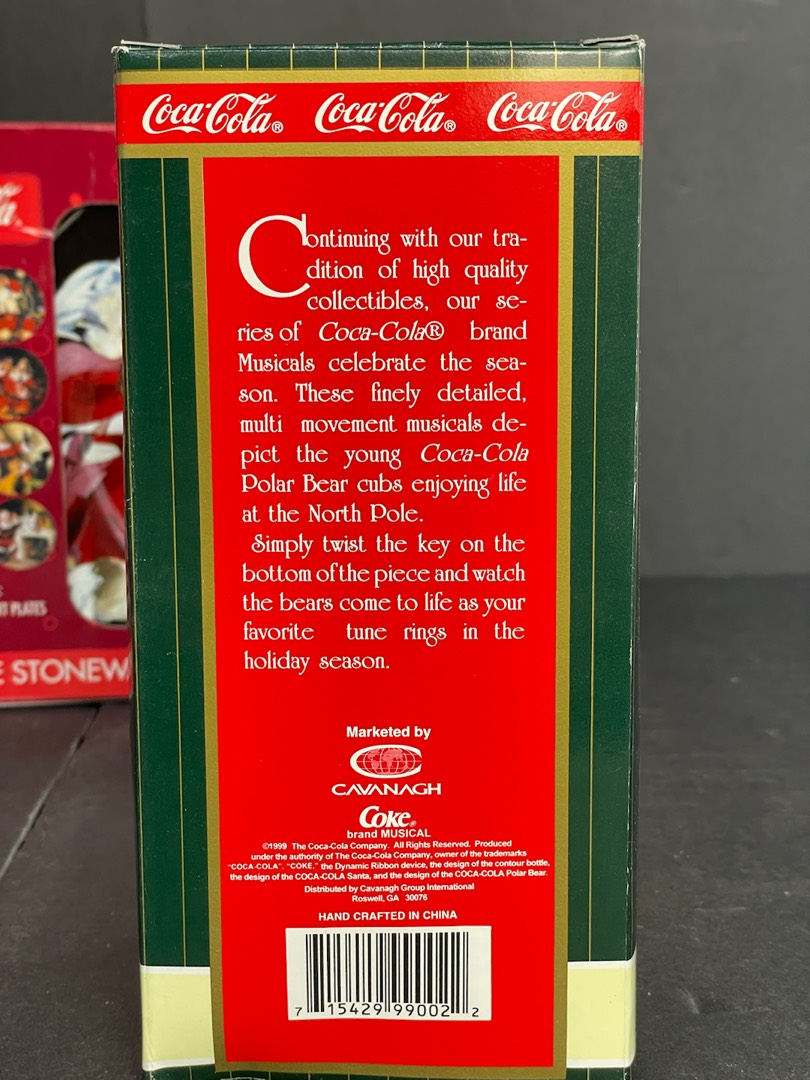 Coca-Cola® Coca-Cola® Coca-Cola®
Continuing with our tra-
dition of high quality
collectibles, our se-
ries of Coca-Cola® brand
Musicals celebrate the sea-
son. These finely detailed,
multi movement musicals de-
pict the young Coca-Cola
Polar Bear cubs enjoying life
at the North Pole.
Simply twist the key on the
bottom of the piece and watch
the bears come to life as your
favorite tune rings in the
holiday season.
Marketed by
CAVANAGH
Coke®
brand MUSICAL
©1999 The Coca-Cola Company. All Rights Reserved. Produced
under the authority of The Coca-Cola Company, owner of the trademarks
"COCA-COLA", "COKE," the Dynamic Ribbon device, the design of the contour bottle,
the design of the COCA-COLA Santa, and the design of the COCA-COLA Polar Bear.
Distributed by Cavanagh Group International
Roswell, GA 30076
HAND CRAFTED IN CHINA
7 15429 99002 2
PLATES
STONEW